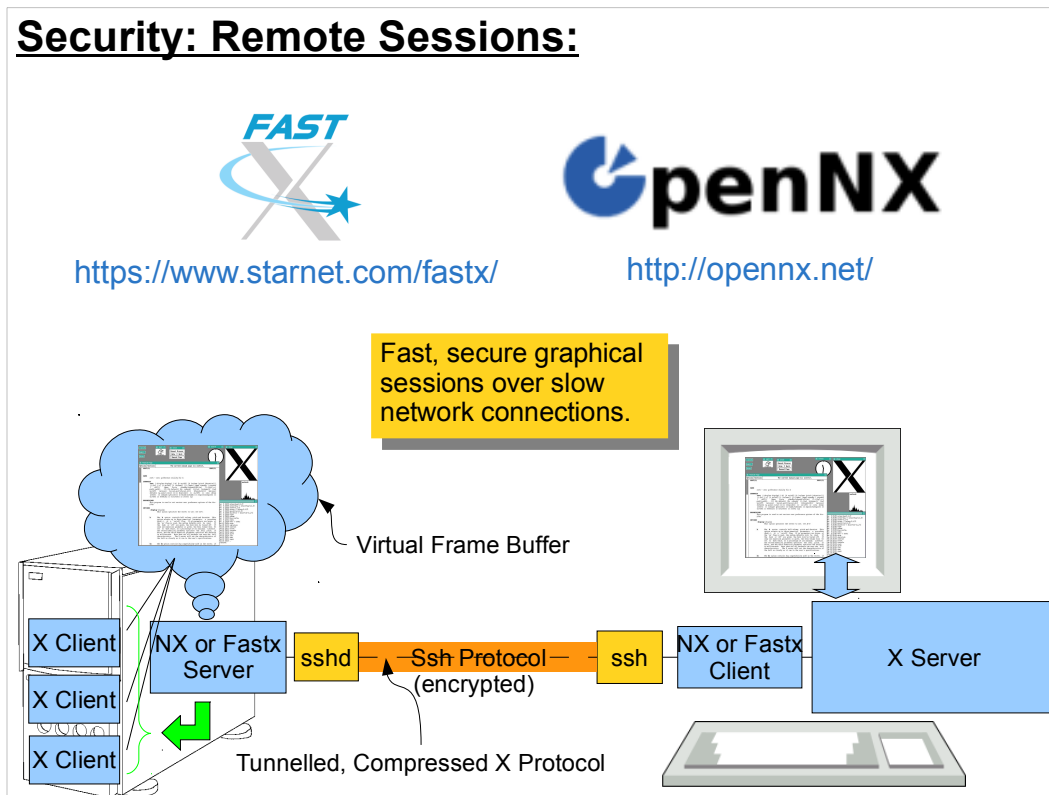 Security: Remote Sessions:
FAST
X
OpenNX
https://www.starnet.com/fastx/
http://opennx.net/
Fast, secure graphical
sessions over slow
network connections.
Virtual Frame Buffer
X Client
X Client
X Client
NX or Fastx
Server
sshd
Ssh Protocol
(encrypted)
ssh
NX or Fastx
Client
X Server
Tunnelled, Compressed X Protocol